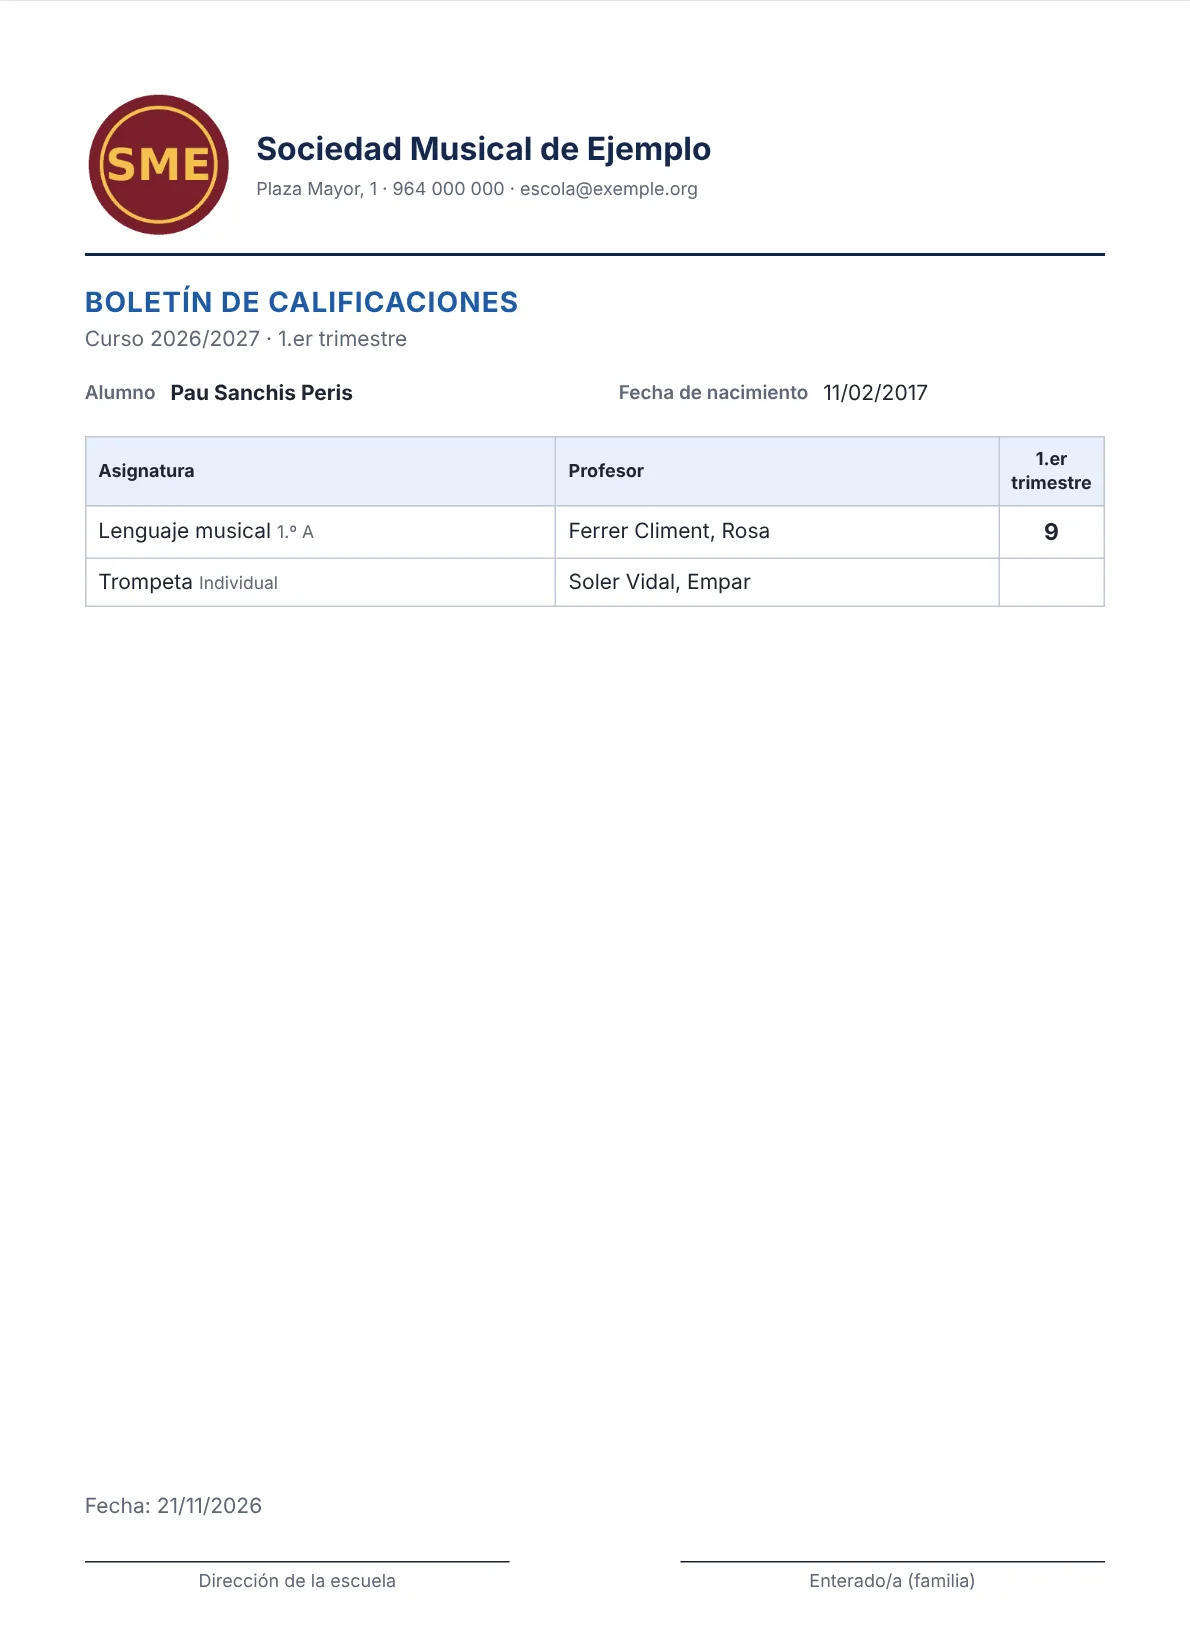 SME
Sociedad Musical de Ejemplo
Plaza Mayor, 1 · 964 000 000 · escola@exemple.org
BOLETÍN DE CALIFICACIONES
Curso 2026/2027 · 1.er trimestre
Alumno Pau Sanchis Peris Fecha de nacimiento 11/02/2017
Asignatura Profesor 1.er trimestre
Lenguaje musical 1.º A Ferrer Climent, Rosa 9
Trompeta Individual Soler Vidal, Empar
Fecha: 21/11/2026
Dirección de la escuela Enterado/a (familia)